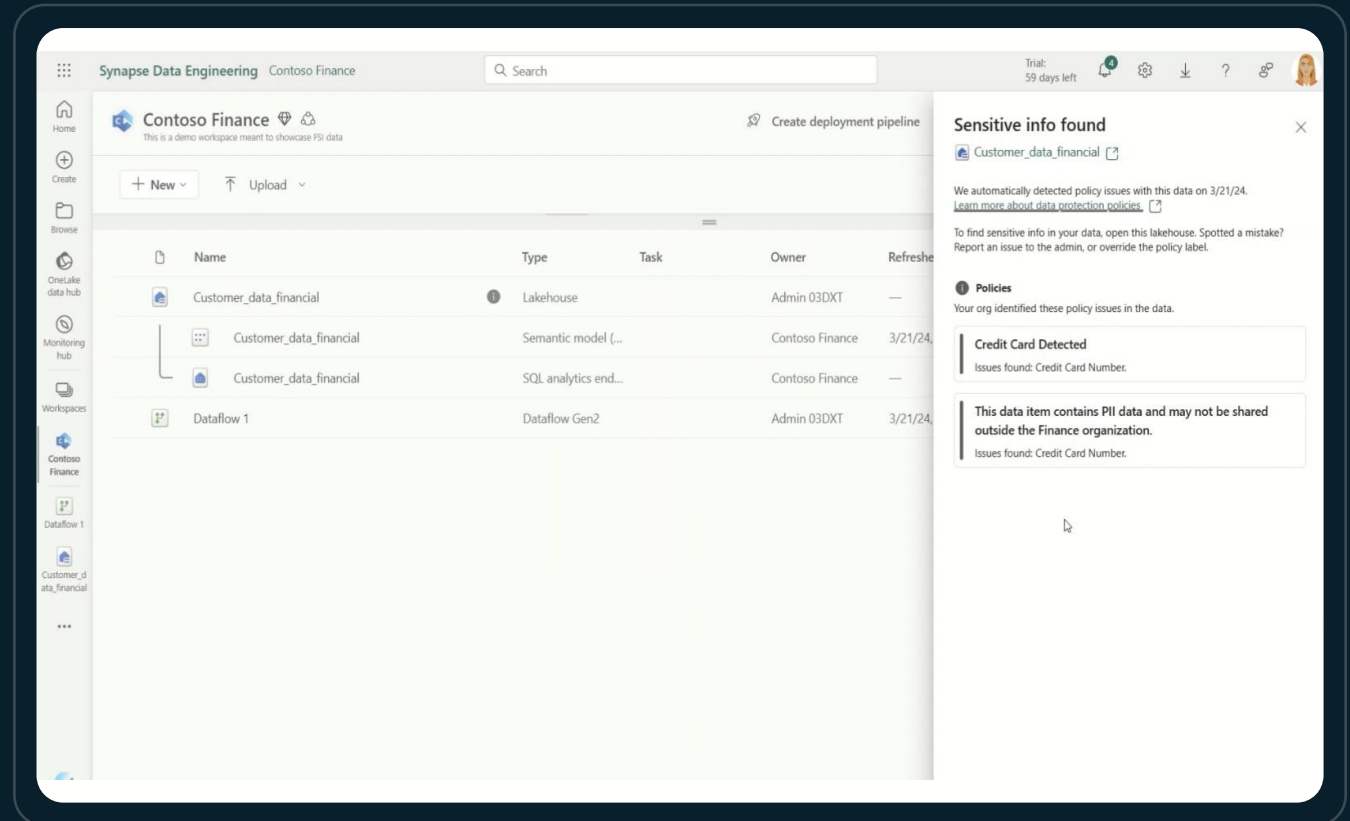 Synapse Data Engineering Contoso Finance
Search
Trial:
59 days left
4
Home
Create
Browse
OneLake
data hub
Monitoring
hub
Workspaces
Contoso
Finance
Dataflow 1
Customer_d
ata_financial
Contoso Finance
This is a demo workspace meant to showcase FSI data
Create deployment pipeline
New
Upload
Name Type Task Owner Refreshe
Customer_data_financial Lakehouse Admin 03DXT —
Customer_data_financial Semantic model (... Contoso Finance 3/21/24,
Customer_data_financial SQL analytics end... Contoso Finance —
Dataflow 1 Dataflow Gen2 Admin 03DXT 3/21/24,
Sensitive info found
Customer_data_financial
We automatically detected policy issues with this data on 3/21/24.
Learn more about data protection policies
To find sensitive info in your data, open this lakehouse. Spotted a mistake?
Report an issue to the admin, or override the policy label.
Policies
Your org identified these policy issues in the data.
Credit Card Detected
Issues found: Credit Card Number.
This data item contains PII data and may not be shared
outside the Finance organization.
Issues found: Credit Card Number.